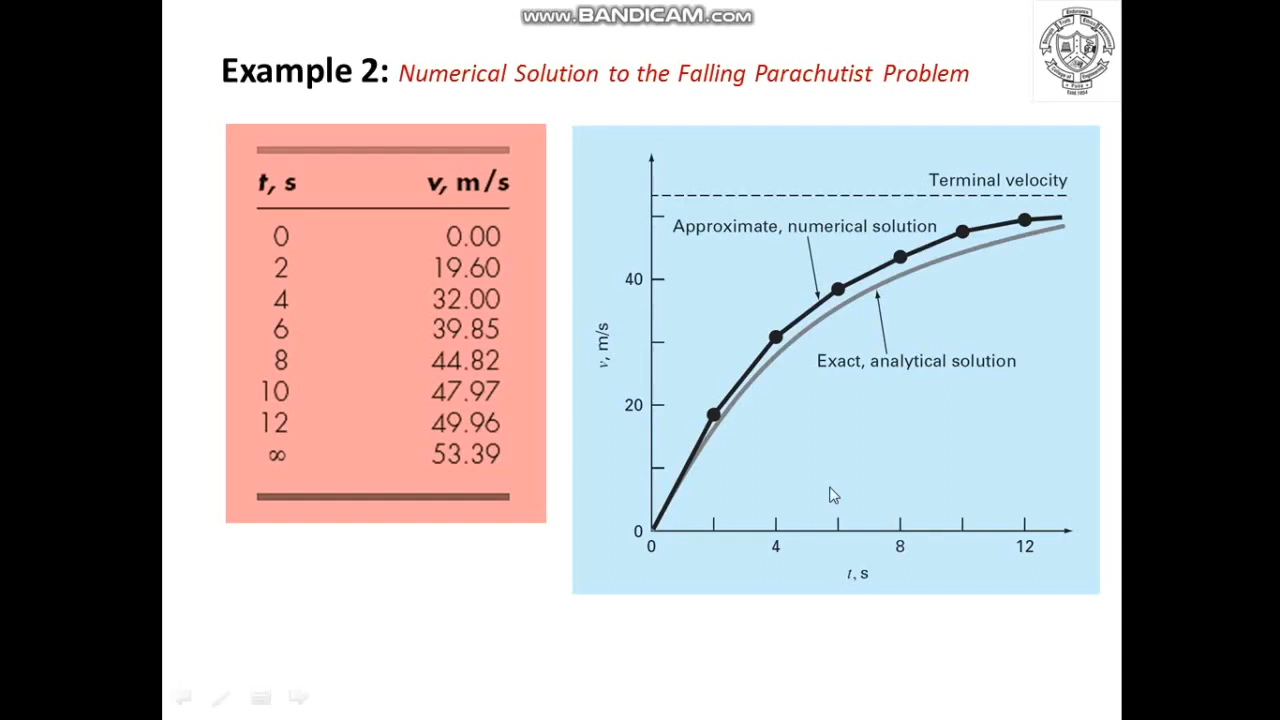 www.BANDICAM.com
Example 2: Numerical Solution to the Falling Parachutist Problem
t, s v, m/s
0 0.00
2 19.60
4 32.00
6 39.85
8 44.82
10 47.97
12 49.96
∞ 53.39
Terminal velocity
Approximate, numerical solution
40
v, m/s
Exact, analytical solution
20
0
0 4 8 12
t, s